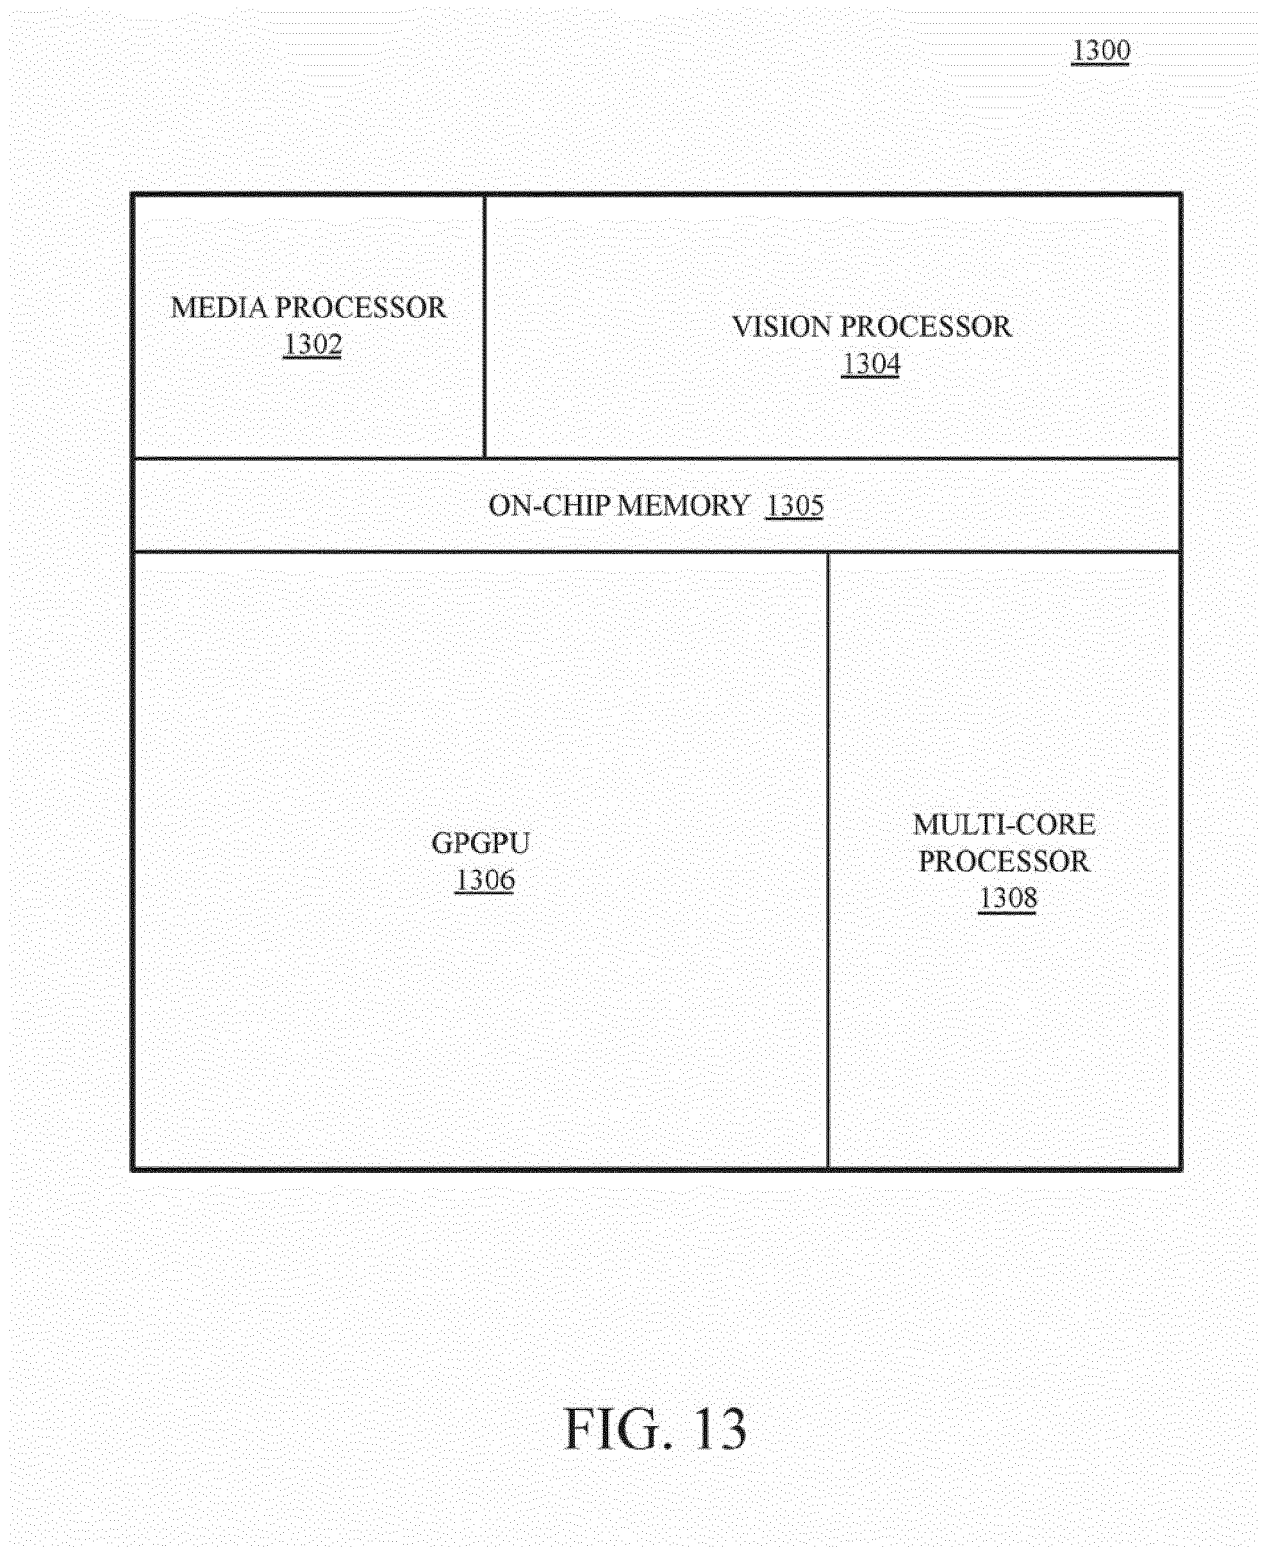 1300
MEDIA PROCESSOR
1302
VISION PROCESSOR
1304
ON-CHIP MEMORY 1305
GPGPU
1306
MULTI-CORE
PROCESSOR
1308
FIG. 13